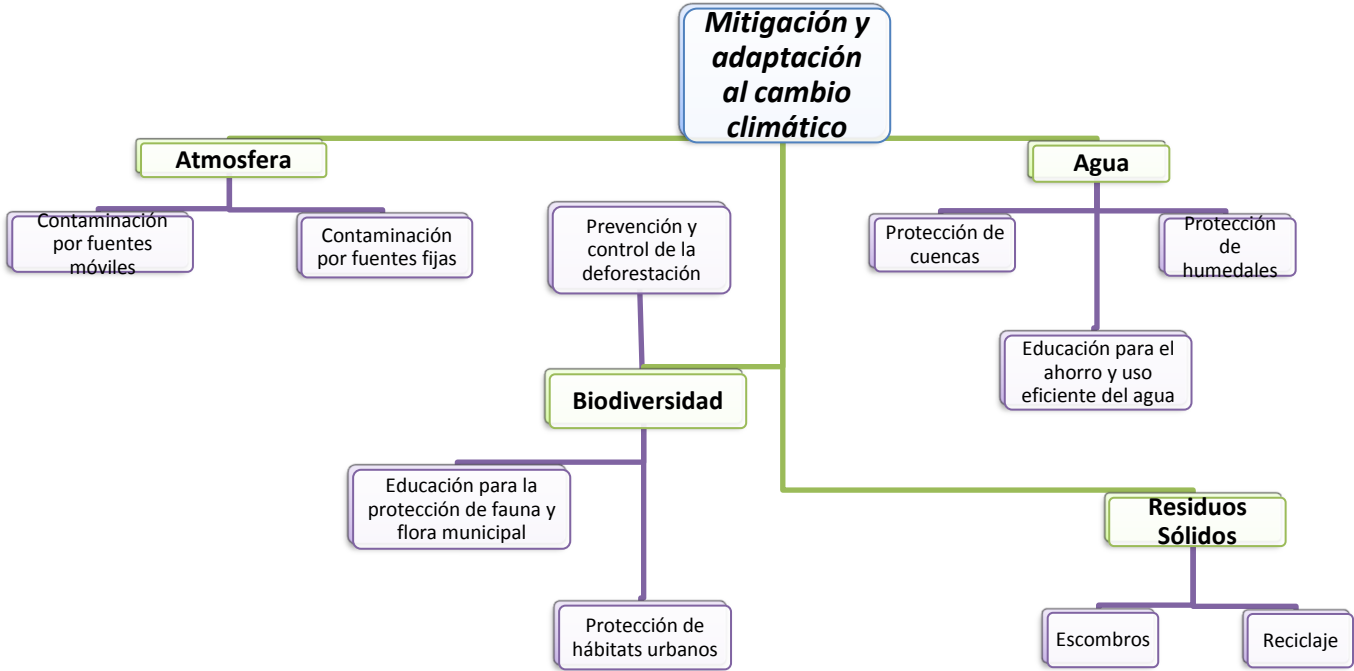 Mitigación y
adaptación
al cambio
climático
Atmosfera
Agua
Contaminación
por fuentes
móviles
Contaminación
por fuentes fijas
Prevención y
control de la
deforestación
Protección de
cuencas
Protección
de
humedales
Educación para el
ahorro y uso
eficiente del agua
Biodiversidad
Educación para la
protección de fauna y
flora municipal
Residuos
Sólidos
Protección de
hábitats urbanos
Escombros
Reciclaje